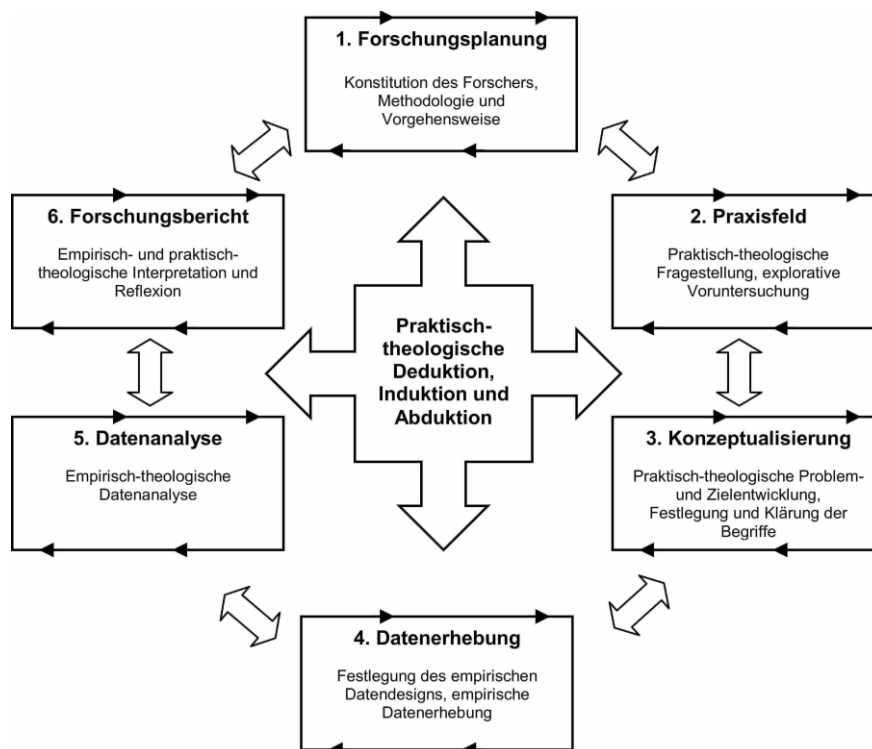 1. Forschungsplanung
Konstitution des Forschers,
Methodologie und
Vorgehensweise
2. Praxisfeld
Praktisch-theologische
Fragestellung, explorative
Voruntersuchung
3. Konzeptualisierung
Praktisch-theologische Problem-
und Zielentwicklung,
Festlegung und Klärung der
Begriffe
4. Datenerhebung
Festlegung des empirischen
Datendesigns, empirische
Datenerhebung
5. Datenanalyse
Empirisch-theologische
Datenanalyse
6. Forschungsbericht
Empirisch- und praktisch-
theologische Interpretation und
Reflexion
Praktisch-
theologische
Deduktion,
Induktion und
Abduktion